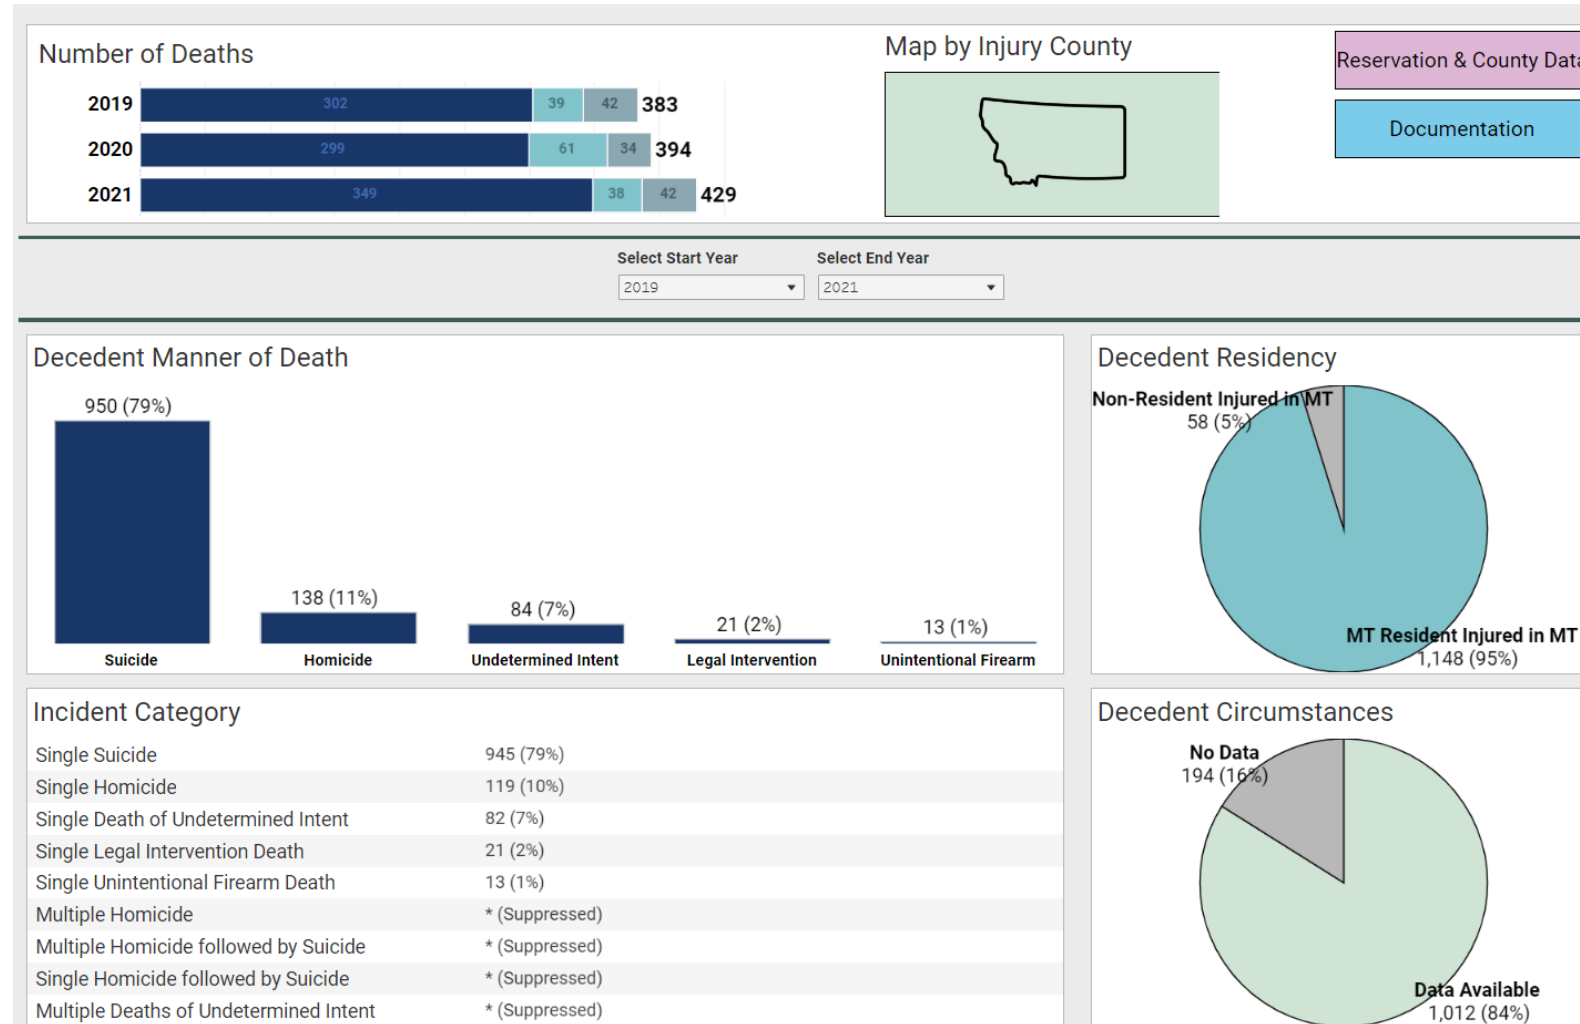 Number of Deaths
2019 302 39 42 383
2020 299 61 34 394
2021 349 38 42 429
Map by Injury County
Reservation & County Data
Documentation
Select Start Year
2019
Select End Year
2021
Decedent Manner of Death
950 (79%)
138 (11%)
84 (7%)
21 (2%)
13 (1%)
Suicide
Homicide
Undetermined Intent
Legal Intervention
Unintentional Firearm
Decedent Residency
Non-Resident Injured in MT
58 (5%)
MT Resident Injured in MT
1,148 (95%)
Incident Category
Single Suicide 945 (79%)
Single Homicide 119 (10%)
Single Death of Undetermined Intent 82 (7%)
Single Legal Intervention Death 21 (2%)
Single Unintentional Firearm Death 13 (1%)
Multiple Homicide * (Suppressed)
Multiple Homicide followed by Suicide * (Suppressed)
Single Homicide followed by Suicide * (Suppressed)
Multiple Deaths of Undetermined Intent * (Suppressed)
Decedent Circumstances
No Data
194 (16%)
Data Available
1,012 (84%)